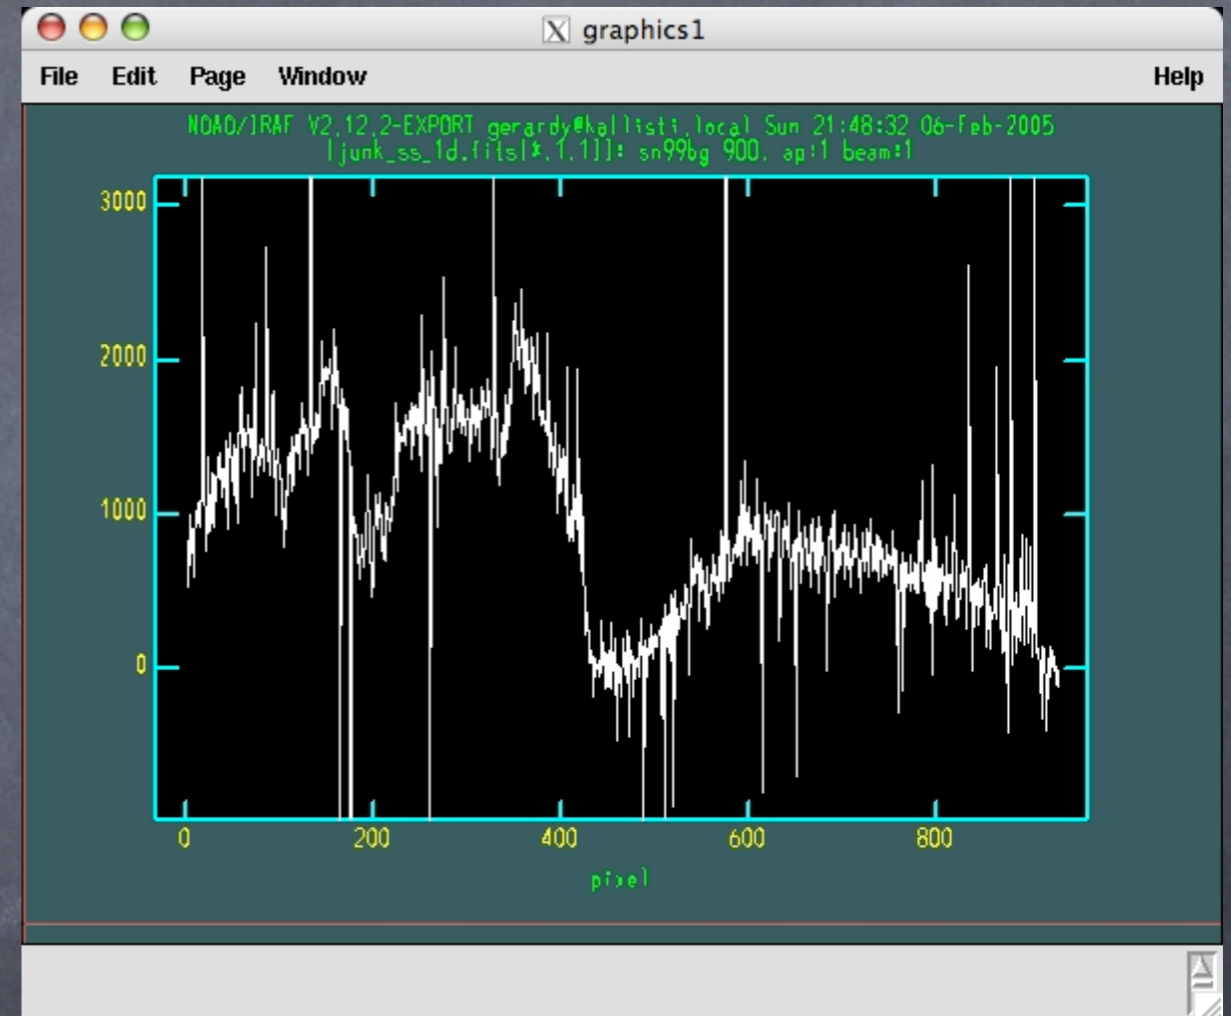 graphics1
File Edit Page Window Help
NOAO/IRAF V2.12.2-EXPORT gerardy@kallisti.local Sun 21:48:32 06-Feb-2005
[junk_ss_1d.fits[*,1,1]]: sn99bg 900. ap:1 beam:1
3000
2000
1000
0
0 200 400 600 800
pixel